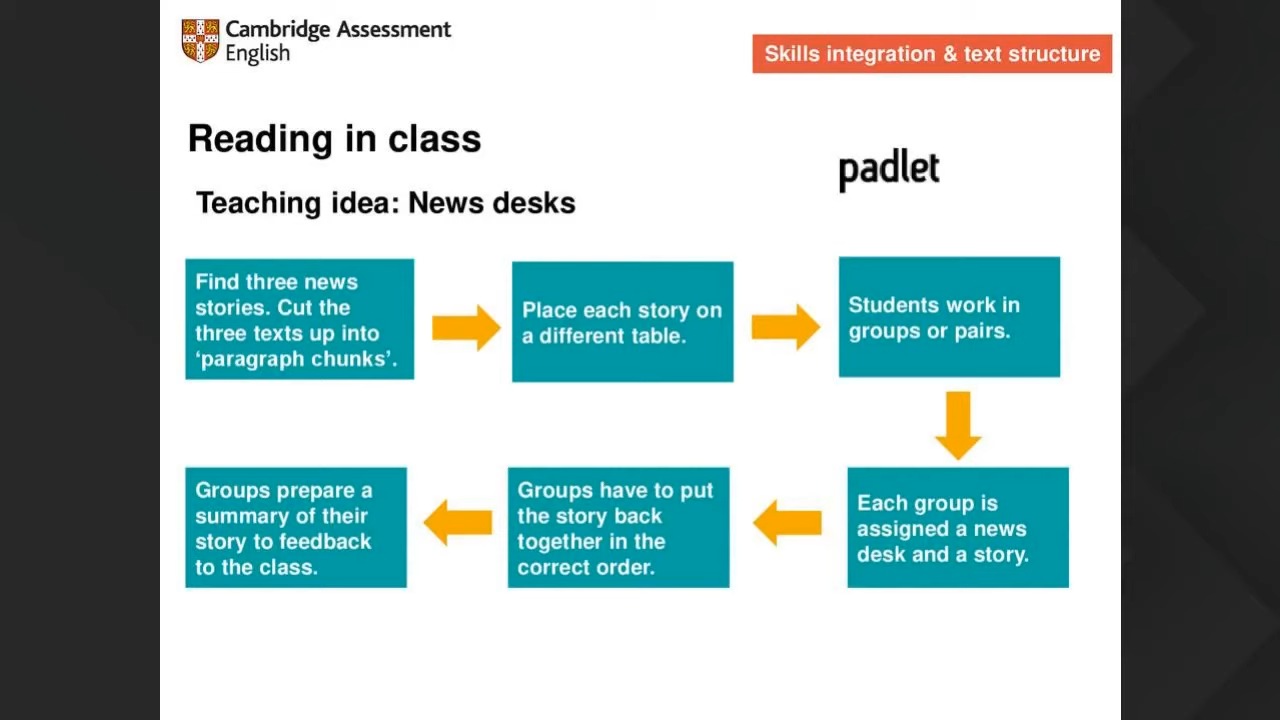 Cambridge Assessment
English
Skills integration & text structure
Reading in class
padlet
Teaching idea: News desks
Find three news
stories. Cut the
three texts up into
‘paragraph chunks’.
Place each story on
a different table.
Students work in
groups or pairs.
Each group is
assigned a news
desk and a story.
Groups have to put
the story back
together in the
correct order.
Groups prepare a
summary of their
story to feedback
to the class.